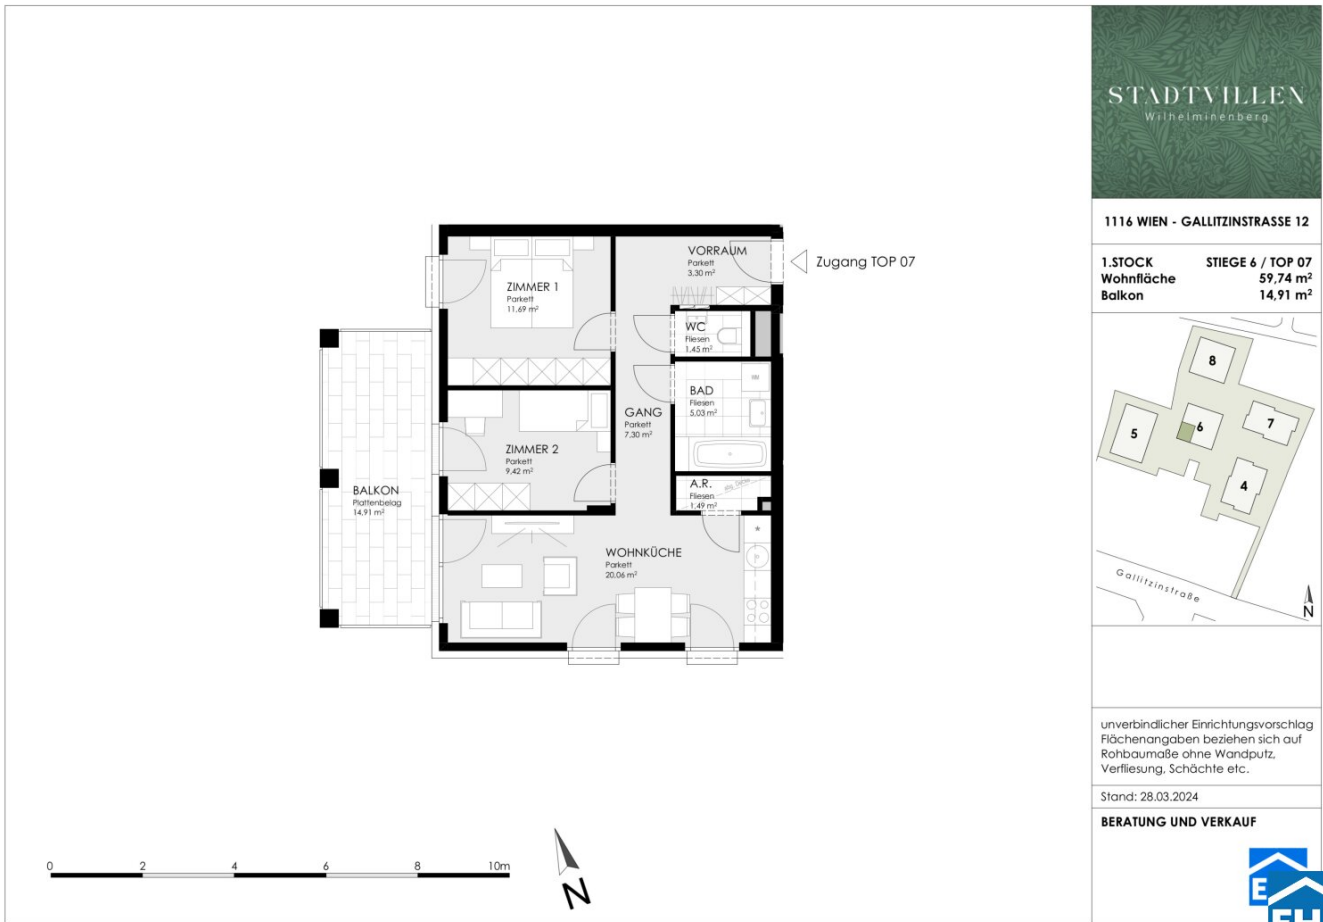 STADTVILLEN
Wilhelminenberg
1116 WIEN - GALLITZINSTRASSE 12
1.STOCK STIEGE 6 / TOP 07
Wohnfläche 59,74 m²
Balkon 14,91 m²
VORRAUM
Parkett
3,30 m²
Zugang TOP 07
ZIMMER 1
Parkett
11,69 m²
WC
Fliesen
1,45 m²
BAD
Fliesen
5,03 m²
WM
GANG
Parkett
7,30 m²
ZIMMER 2
Parkett
9,42 m²
A.R.
Fliesen
1,49 m²
BALKON
Plattenbelag
14,91 m²
WOHNKÜCHE
Parkett
20,06 m²
8
7
6
5
4
Gallitzinstraße
N
unverbindlicher Einrichtungsvorschlag
Flächenangaben beziehen sich auf
Rohbaumaße ohne Wandputz,
Verfliesung, Schächte etc.
Stand: 28.03.2024
BERATUNG UND VERKAUF
0 2 4 6 8 10m
N
E
EH